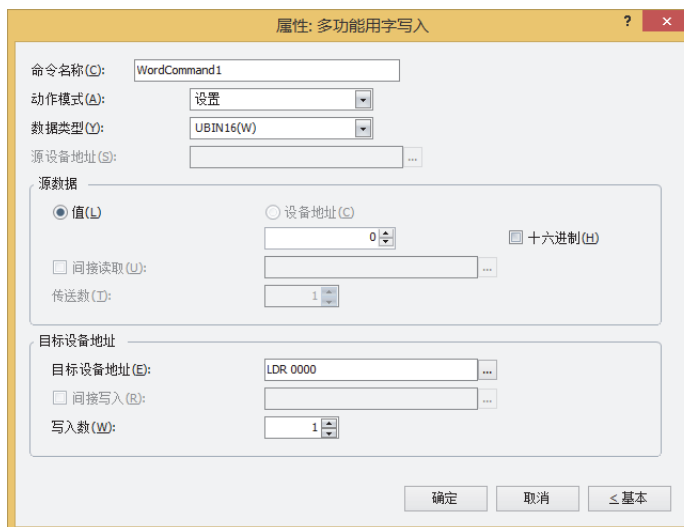 属性: 多功能用字写入
? ×
命令名称(C): WordCommand1
动作模式(A): 设置
数据类型(Y): UBIN16(W)
源设备地址(S): ...
源数据
值(L) 设备地址(C)
0 十六进制(H)
间接读取(U): ...
传送数(T): 1
目标设备地址
目标设备地址(E): LDR 0000 ...
间接写入(R): ...
写入数(W): 1
确定 取消 ≤ 基本